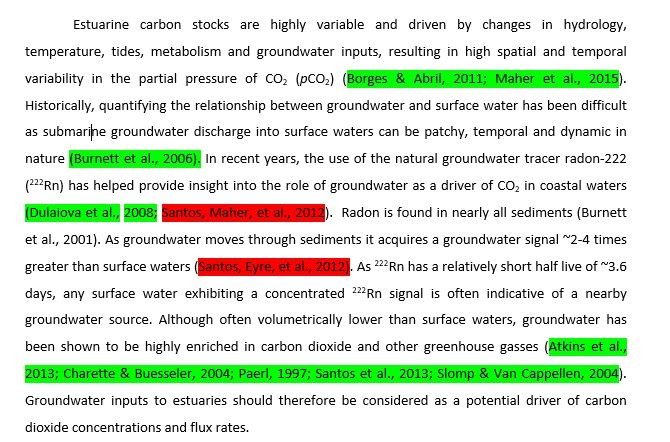 Estuarine carbon stocks are highly variable and driven by changes in hydrology,
temperature, tides, metabolism and groundwater inputs, resulting in high spatial and temporal
variability in the partial pressure of CO₂ (pCO₂) (Borges & Abril, 2011; Maher et al., 2015).
Historically, quantifying the relationship between groundwater and surface water has been difficult
as submarine groundwater discharge into surface waters can be patchy, temporal and dynamic in
nature (Burnett et al., 2006). In recent years, the use of the natural groundwater tracer radon-222
(²²²Rn) has helped provide insight into the role of groundwater as a driver of CO₂ in coastal waters
(Dulaiova et al., 2008; Santos, Maher, et al., 2012). Radon is found in nearly all sediments (Burnett
et al., 2001). As groundwater moves through sediments it acquires a groundwater signal ~2-4 times
greater than surface waters (Santos, Eyre, et al., 2012). As ²²²Rn has a relatively short half live of ~3.6
days, any surface water exhibiting a concentrated ²²²Rn signal is often indicative of a nearby
groundwater source. Although often volumetrically lower than surface waters, groundwater has
been shown to be highly enriched in carbon dioxide and other greenhouse gasses (Atkins et al.,
2013; Charette & Buesseler, 2004; Paerl, 1997; Santos et al., 2013; Slomp & Van Cappellen, 2004).
Groundwater inputs to estuaries should therefore be considered as a potential driver of carbon
dioxide concentrations and flux rates.